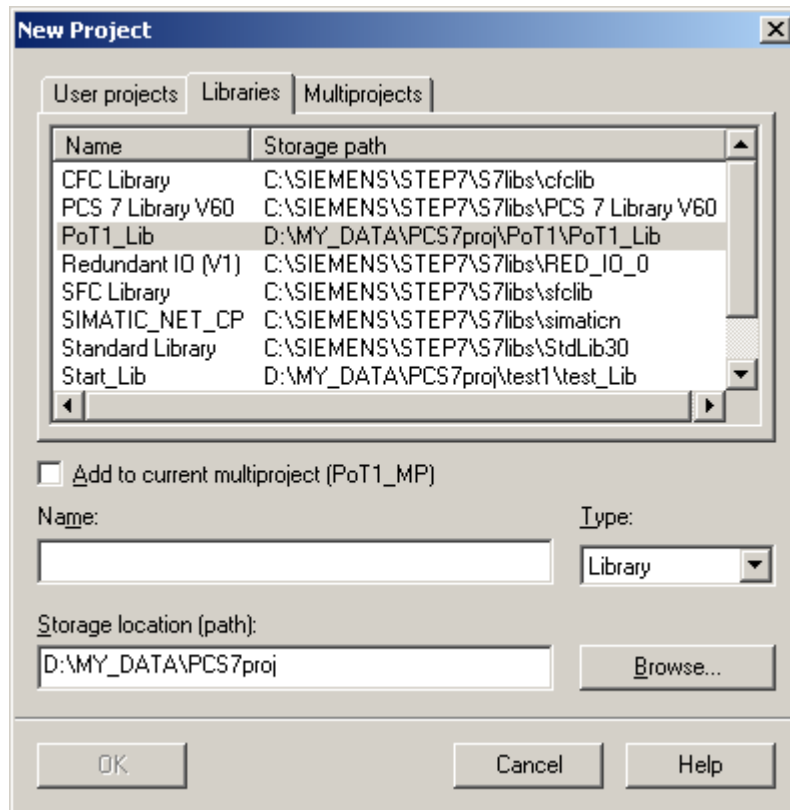 New Project
User projects Libraries Multiprojects
Name Storage path
CFC Library C:\SIEMENS\STEP7\S7libs\cfclib
PCS 7 Library V60 C:\SIEMENS\STEP7\S7libs\PCS 7 Library V60
PoT1_Lib D:\MY_DATA\PCS7proj\PoT1\PoT1_Lib
Redundant IO (V1) C:\SIEMENS\STEP7\S7libs\RED_IO_0
SFC Library C:\SIEMENS\STEP7\S7libs\sfclib
SIMATIC_NET_CP C:\SIEMENS\STEP7\S7libs\simaticn
Standard Library C:\SIEMENS\STEP7\S7libs\StdLib30
Start_Lib D:\MY_DATA\PCS7proj\test1\test_Lib
Add to current multiproject (PoT1_MP)
Name: Type:
Library
Storage location (path):
D:\MY_DATA\PCS7proj Browse...
OK Cancel Help